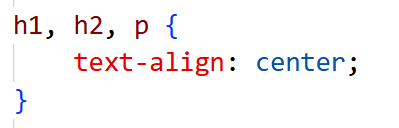 h1, h2, p {
    text-align: center;
}